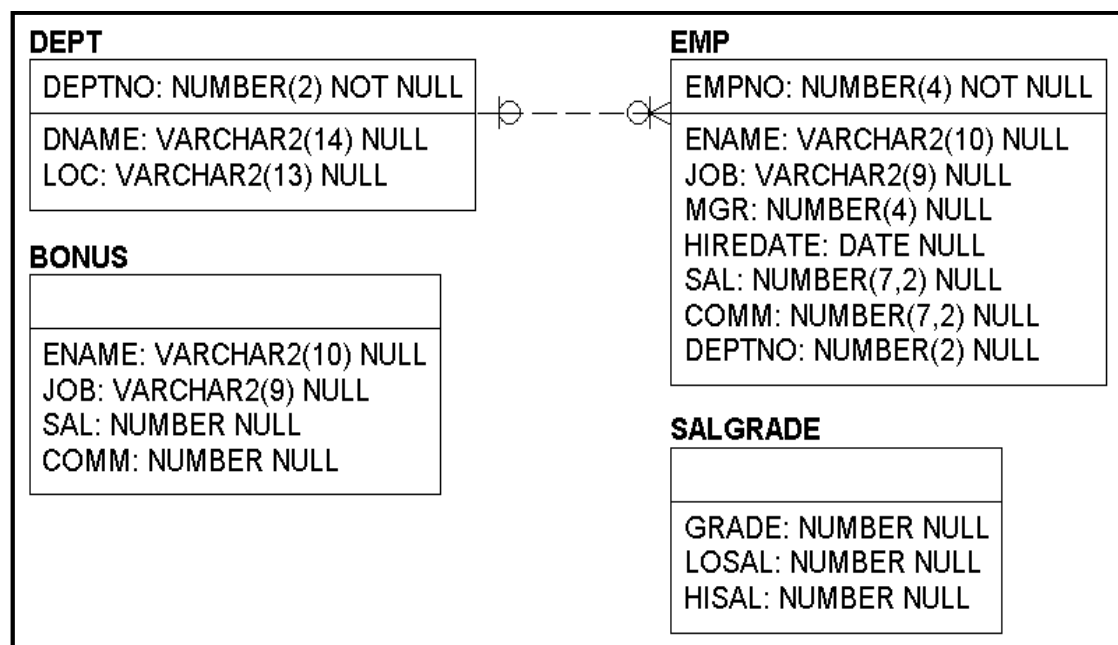 DEPT
DEPTNO: NUMBER(2) NOT NULL
DNAME: VARCHAR2(14) NULL
LOC: VARCHAR2(13) NULL
EMP
EMPNO: NUMBER(4) NOT NULL
ENAME: VARCHAR2(10) NULL
JOB: VARCHAR2(9) NULL
MGR: NUMBER(4) NULL
HIREDATE: DATE NULL
SAL: NUMBER(7,2) NULL
COMM: NUMBER(7,2) NULL
DEPTNO: NUMBER(2) NULL
BONUS
ENAME: VARCHAR2(10) NULL
JOB: VARCHAR2(9) NULL
SAL: NUMBER NULL
COMM: NUMBER NULL
SALGRADE
GRADE: NUMBER NULL
LOSAL: NUMBER NULL
HISAL: NUMBER NULL